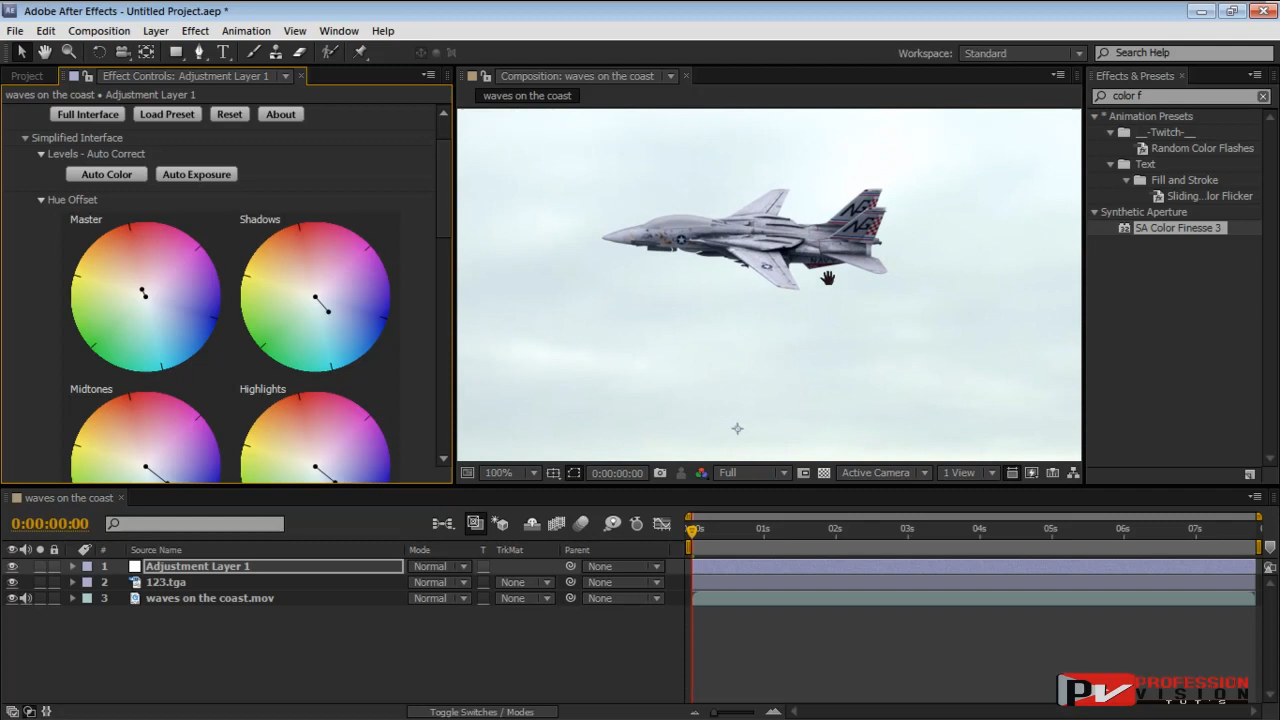 Adobe After Effects - Untitled Project.aep *
File Edit Composition Layer Effect Animation View Window Help
Workspace: Standard Search Help
Project Effect Controls: Adjustment Layer 1
waves on the coast • Adjustment Layer 1
Full Interface Load Preset Reset About
Simplified Interface
Levels - Auto Correct
Auto Color Auto Exposure
Hue Offset
Master Shadows
Midtones Highlights
Composition: waves on the coast
waves on the coast
100% 0:00:00:00 Full Active Camera 1 View
Effects & Presets
color f
* Animation Presets
__-Twitch-__
Random Color Flashes
Text
Fill and Stroke
Sliding...lor Flicker
Synthetic Aperture
SA Color Finesse 3
waves on the coast
0:00:00:00
0s 01s 02s 03s 04s 05s 06s 07s
# Source Name Mode T TrkMat Parent
1 Adjustment Layer 1 Normal None
2 123.tga Normal None None
3 waves on the coast.mov Normal None None
Toggle Switches / Modes
PV PROFESSION
VISION
TUT'S